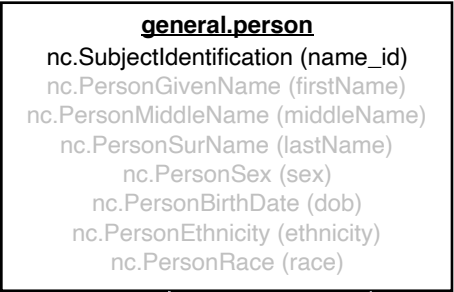 general.person
nc.SubjectIdentification (name_id)
nc.PersonGivenName (firstName)
nc.PersonMiddleName (middleName)
nc.PersonSurName (lastName)
nc.PersonSex (sex)
nc.PersonBirthDate (dob)
nc.PersonEthnicity (ethnicity)
nc.PersonRace (race)